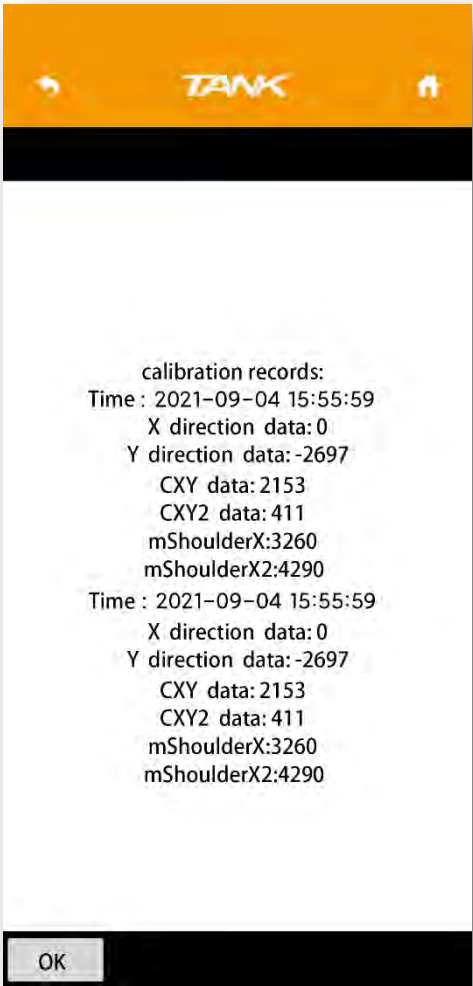 TANK
calibration records:
Time : 2021-09-04 15:55:59
X direction data: 0
Y direction data: -2697
CXY data: 2153
CXY2 data: 411
mShoulderX:3260
mShoulderX2:4290
Time : 2021-09-04 15:55:59
X direction data: 0
Y direction data: -2697
CXY data: 2153
CXY2 data: 411
mShoulderX:3260
mShoulderX2:4290
OK